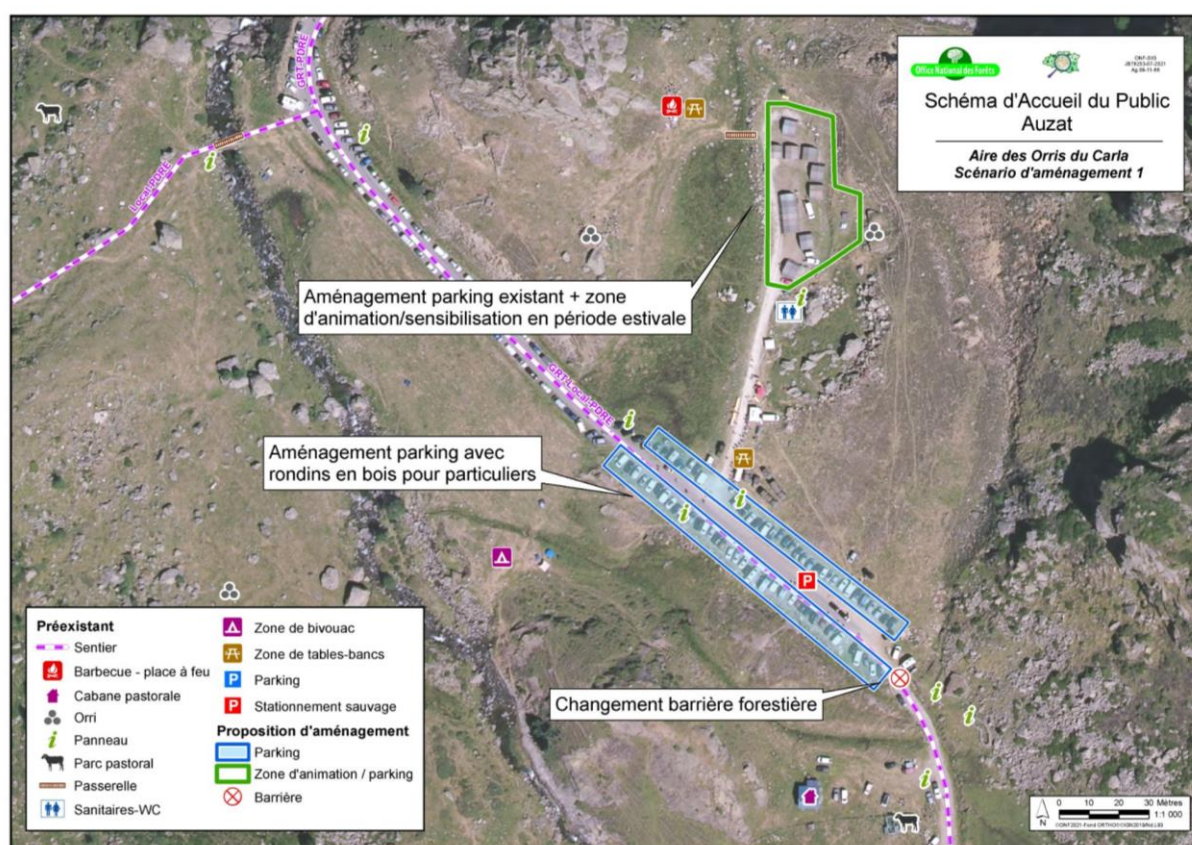 Office National des Forêts
Schéma d'Accueil du Public
Auzat
Aire des Orris du Carla
Scénario d'aménagement 1
GRT-PDRE
Local-PDRE
GRT-Local-PDRE
Aménagement parking existant + zone
d'animation/sensibilisation en période estivale
Aménagement parking avec
rondins en bois pour particuliers
P
Changement barrière forestière
Préexistant
Sentier
Barbecue - place à feu
Cabane pastorale
Orri
Panneau
Parc pastoral
Passerelle
Sanitaires-WC
Zone de bivouac
Zone de tables-bancs
P Parking
P Stationnement sauvage
Proposition d'aménagement
Parking
Zone d'animation / parking
Barrière
N
0 10 20 30 Mètres
1:1 000